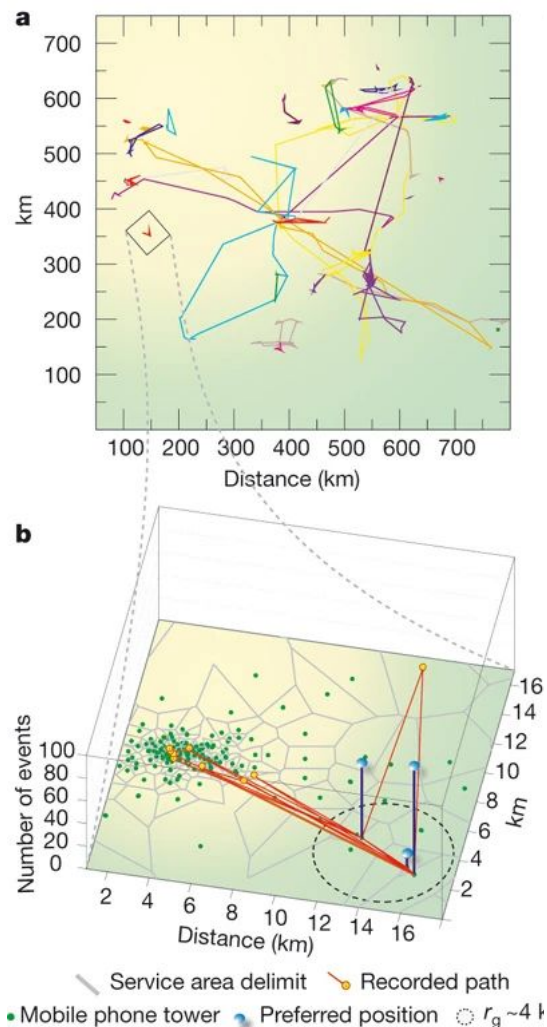 a
700
600
500
400
300
200
100
km
100 200 300 400 500 600 700
Distance (km)
b
100
80
60
40
20
0
Number of events
2 4 6 8 10 12 14 16
Distance (km)
16
14
12
10
8
6
4
2
km
Service area delimit
Recorded path
Mobile phone tower
Preferred position
rg ~4 k